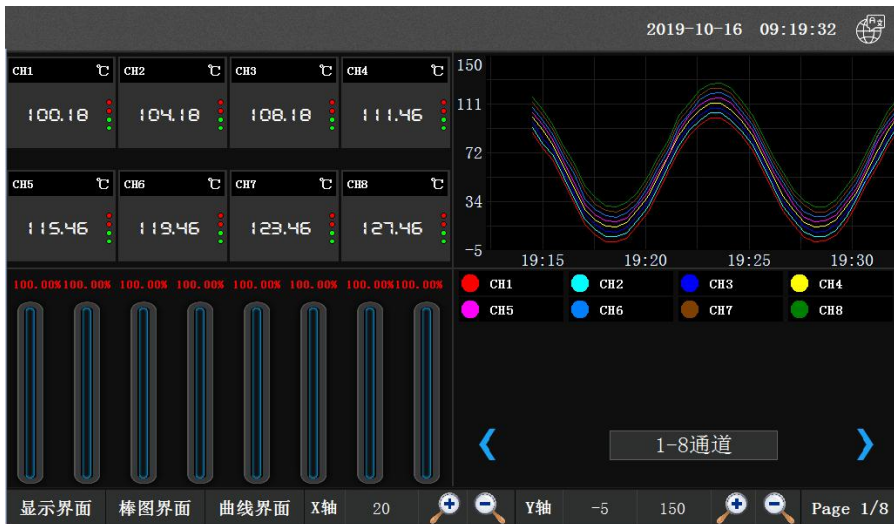 2019-10-16 09:19:32
CH1 ℃ CH2 ℃ CH3 ℃ CH4 ℃
100.18 104.18 108.18 111.46
CH5 ℃ CH6 ℃ CH7 ℃ CH8 ℃
115.46 119.46 123.46 127.46
150
111
72
34
-5
19:15 19:20 19:25 19:30
100.00% 100.00% 100.00% 100.00% 100.00% 100.00% 100.00% 100.00%
CH1 CH2 CH3 CH4
CH5 CH6 CH7 CH8
1-8通道
显示界面 棒图界面 曲线界面 X轴 20 Y轴 -5 150 Page 1/8